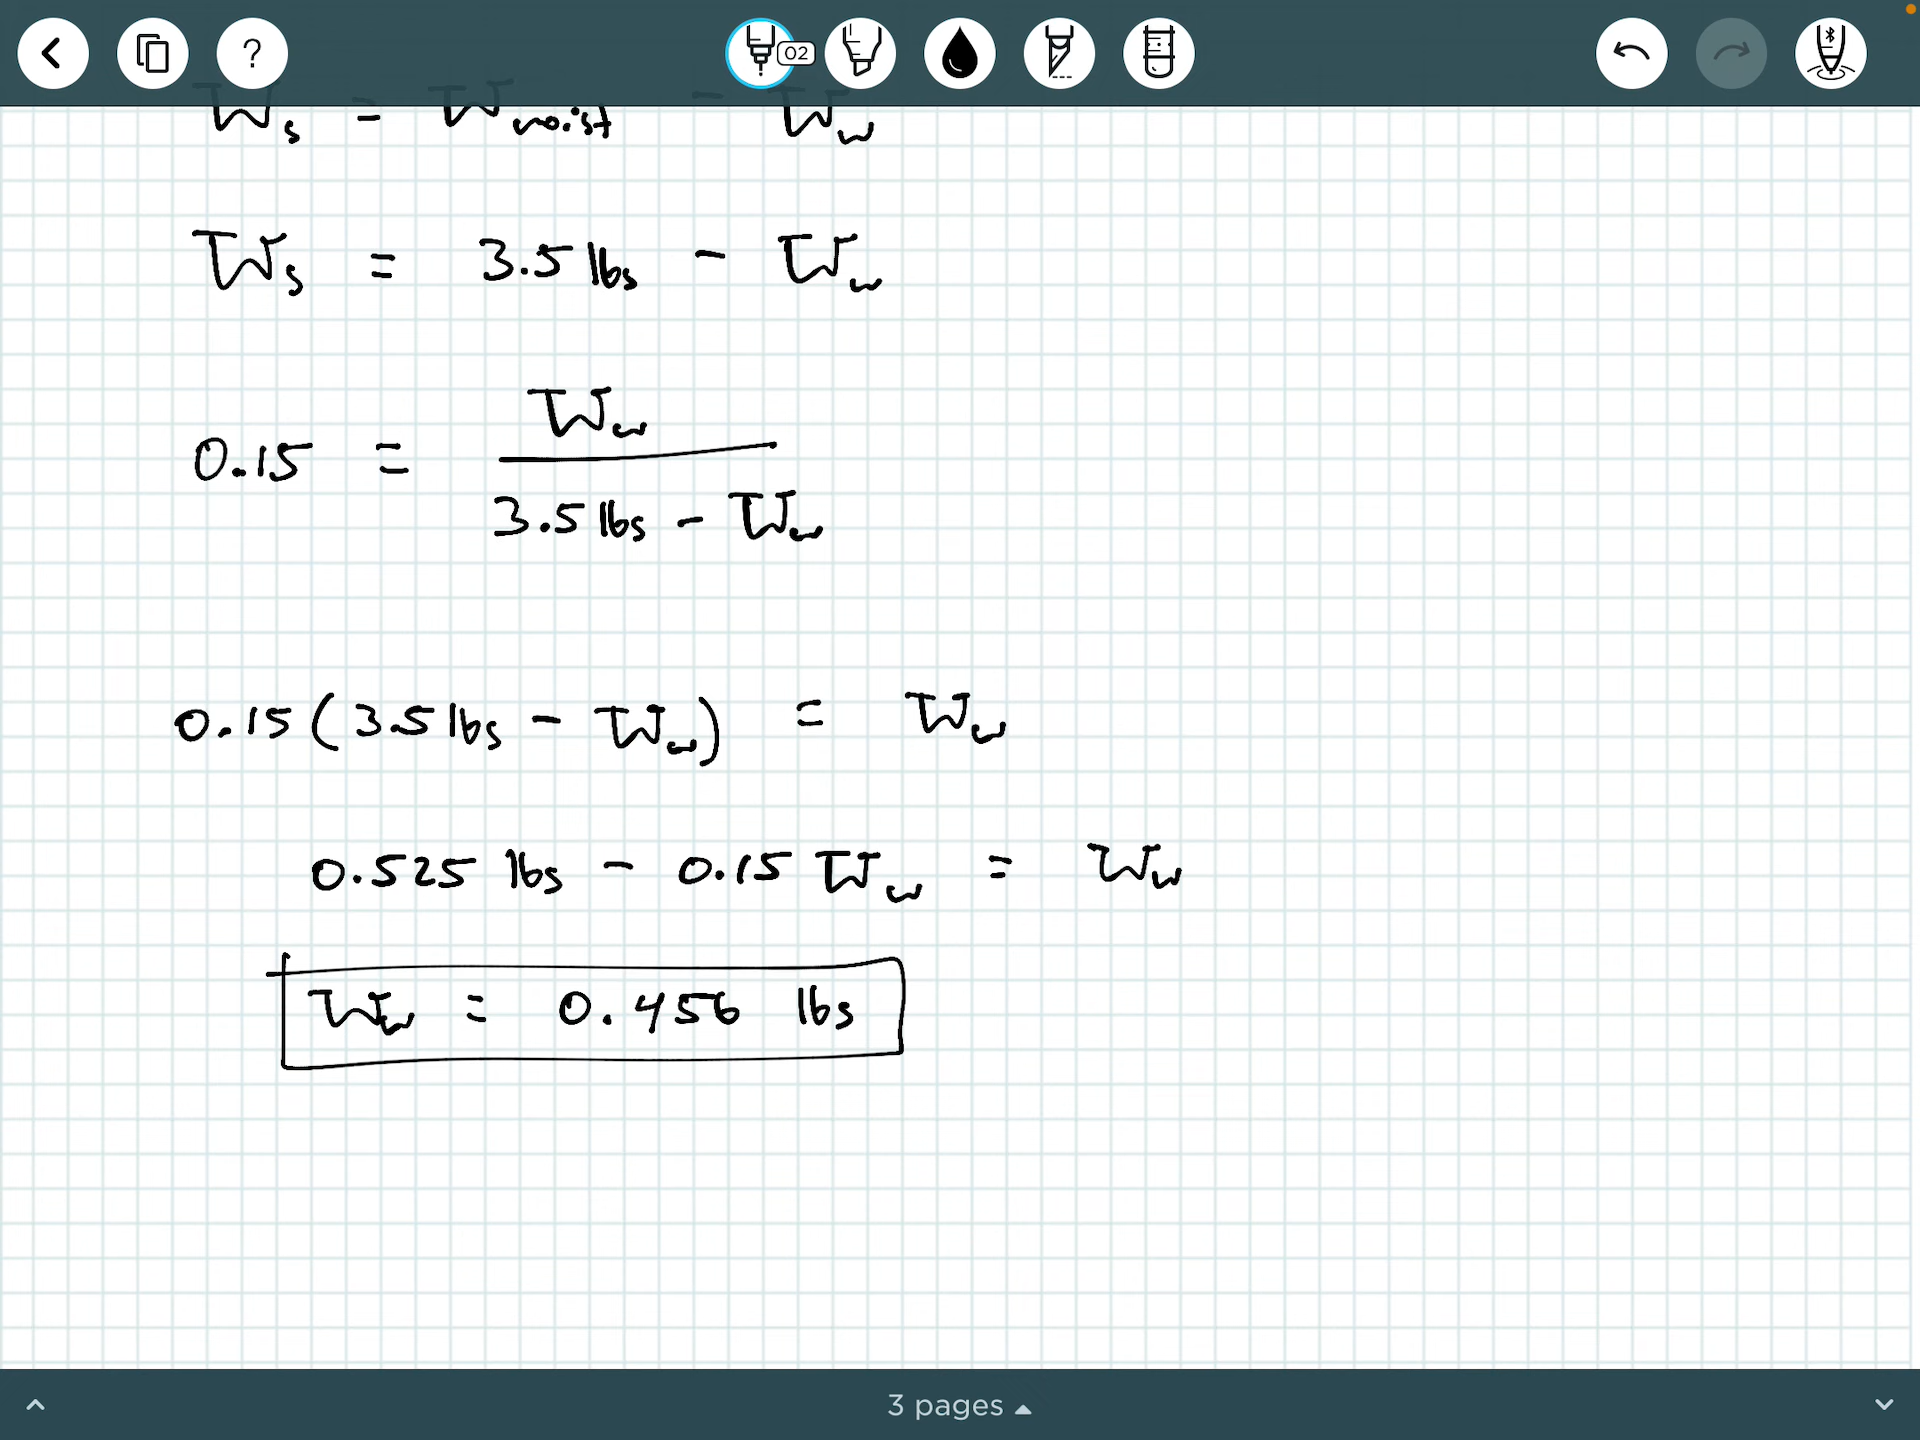 ?
02
W_s = W_moist - W_w
W_s = 3.5 lbs - W_w
0.15 = W_w / (3.5 lbs - W_w)
0.15(3.5 lbs - W_w) = W_w
0.525 lbs - 0.15 W_w = W_w
W_w = 0.456 lbs
3 pages